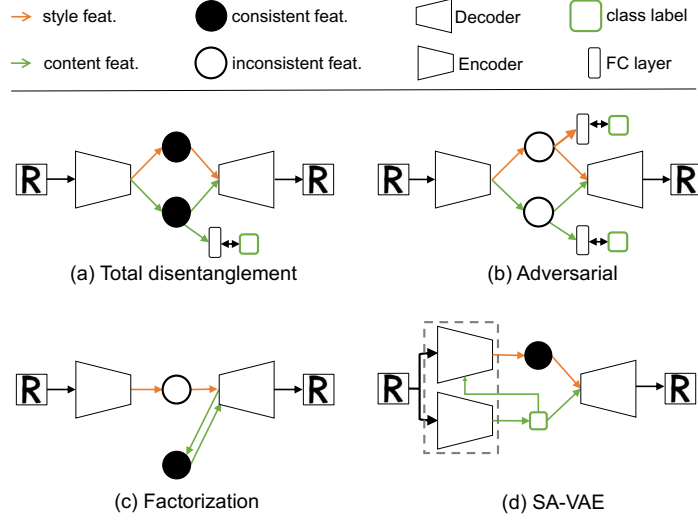 style feat. consistent feat. Decoder class label
content feat. inconsistent feat. Encoder FC layer
R R R R
(a) Total disentanglement (b) Adversarial
R R R R
(c) Factorization (d) SA-VAE